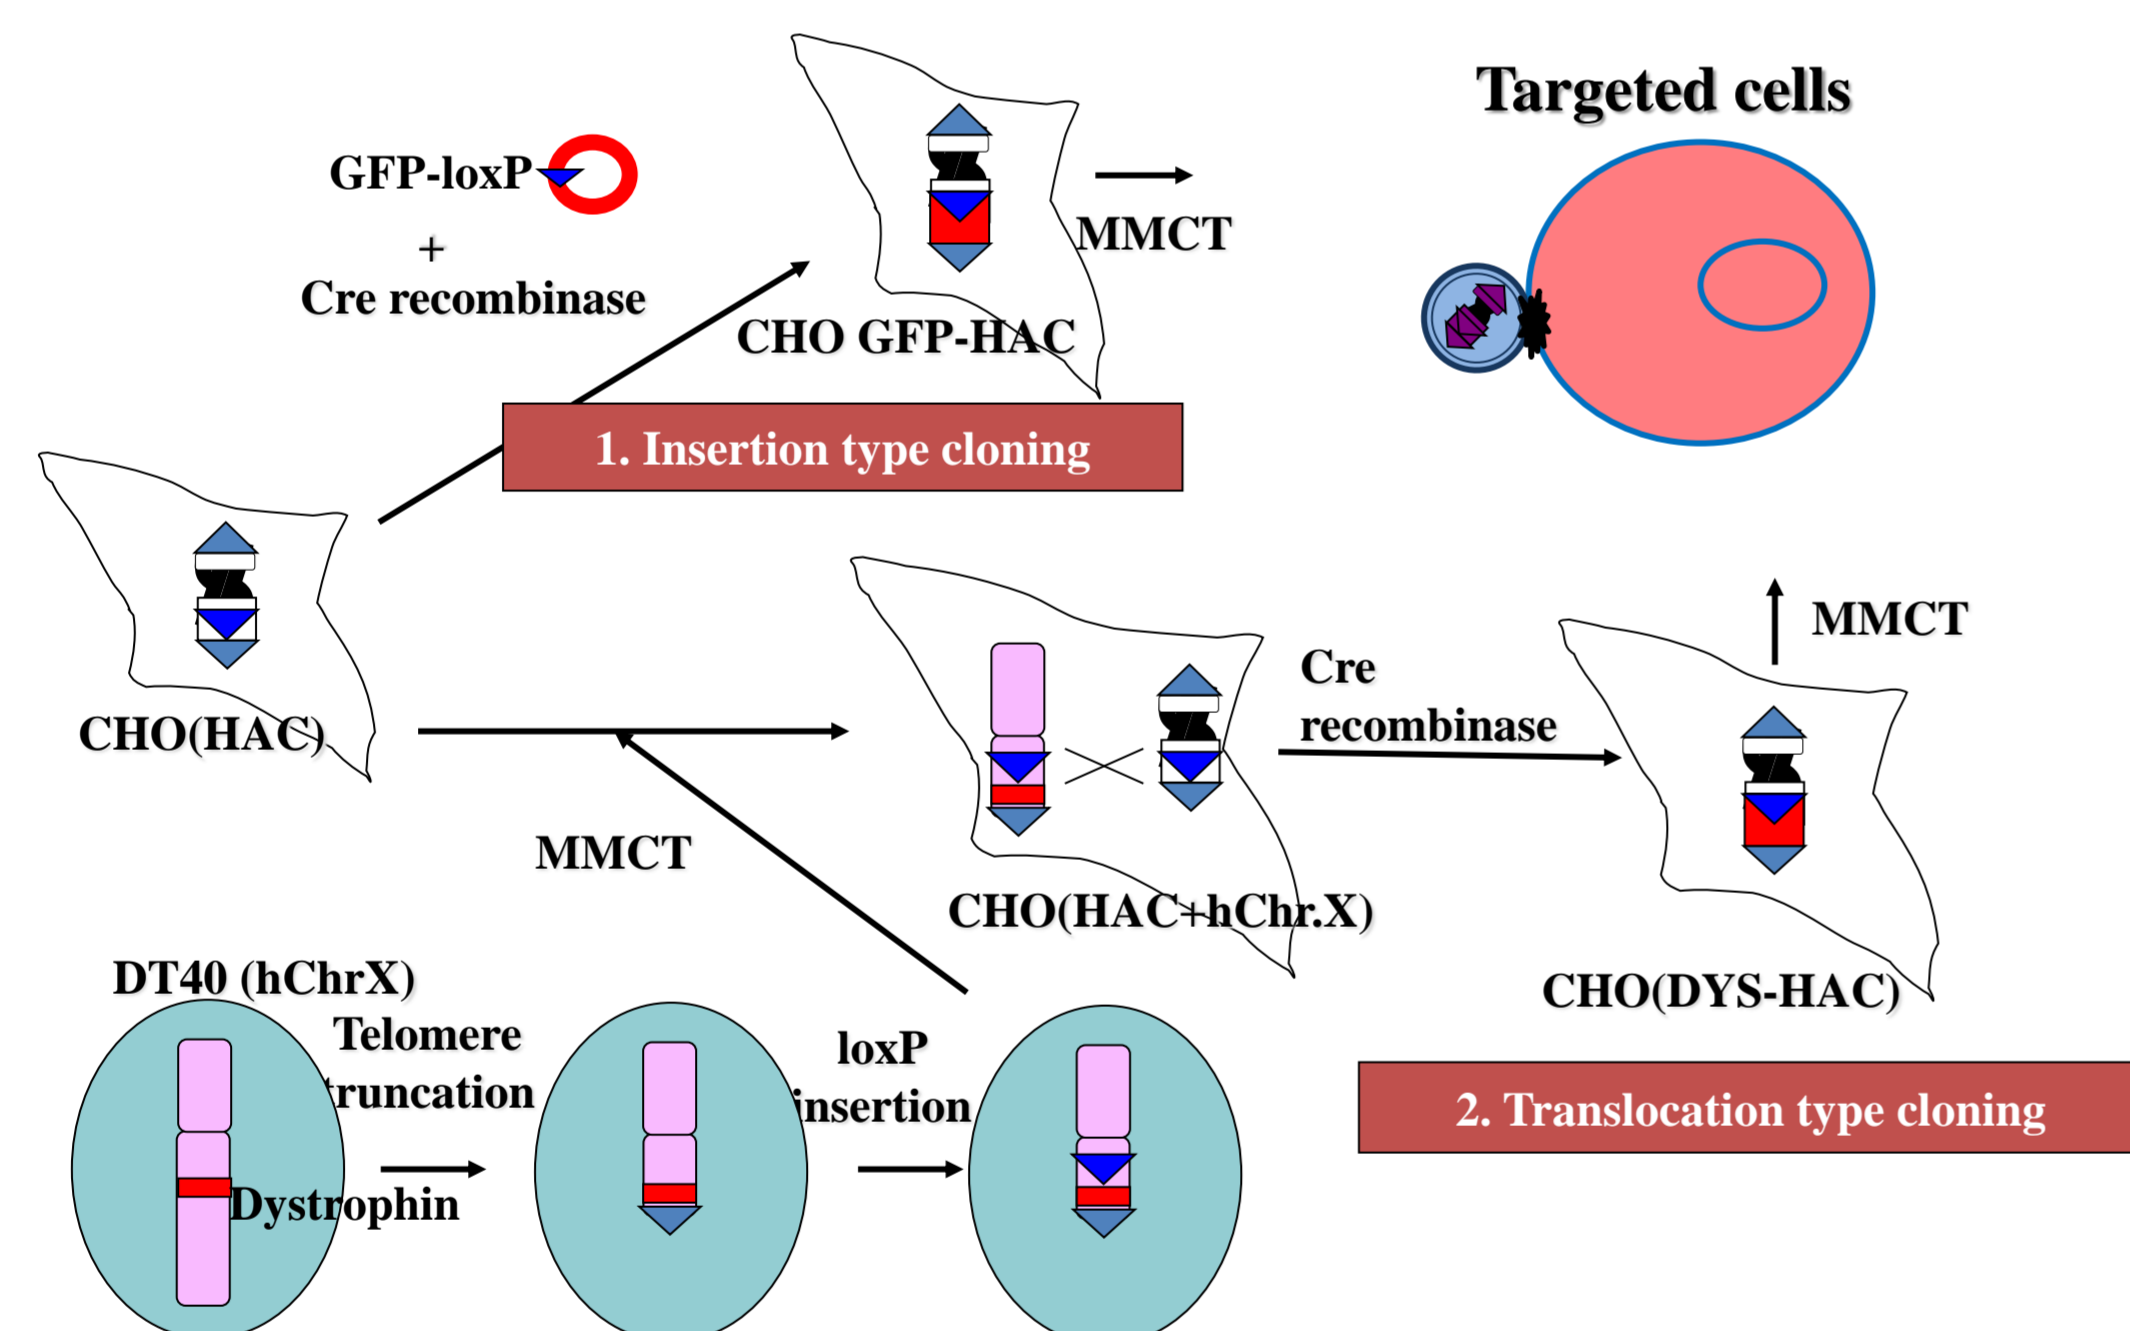 Targeted cells
GFP-loxP
+
Cre recombinase
MMCT
CHO GFP-HAC
1. Insertion type cloning
CHO(HAC)
MMCT
Cre
recombinase
MMCT
CHO(HAC+hChr.X)
CHO(DYS-HAC)
DT40 (hChrX)
Telomere
truncation
loxP
insertion
Dystrophin
2. Translocation type cloning